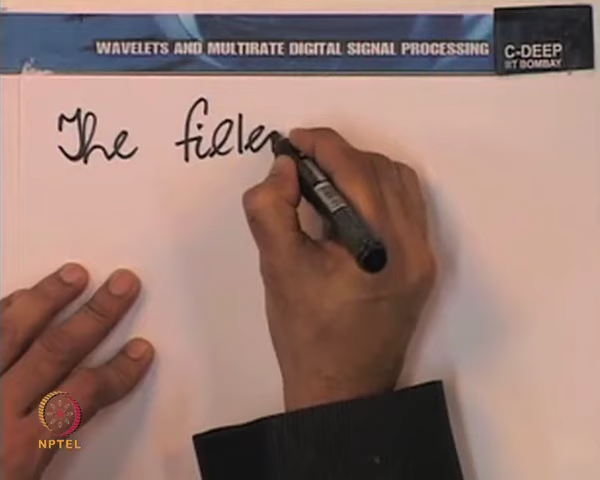 WAVELETS AND MULTIRATE DIGITAL SIGNAL PROCESSING
C-DEEP
IIT BOMBAY
The filte
NPTEL